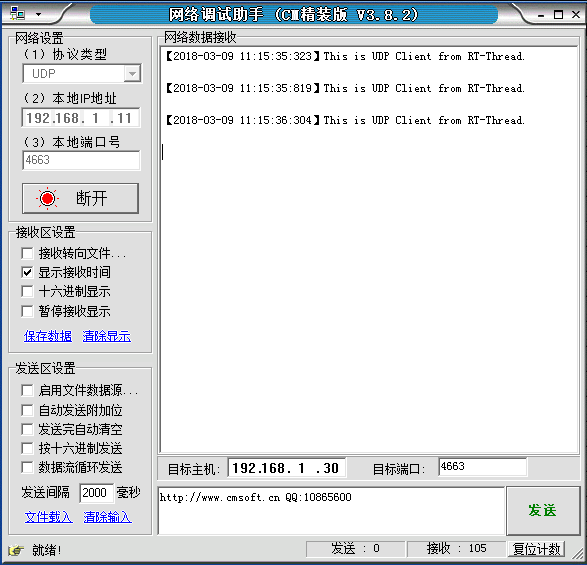 网络调试助手 (CM精装版 V3.8.2)
网络设置
(1) 协议类型
UDP
(2) 本地IP地址
192.168. 1 .11
(3) 本地端口号
4663
断开
接收区设置
接收转向文件...
显示接收时间
十六进制显示
暂停接收显示
保存数据 清除显示
发送区设置
启用文件数据源...
自动发送附加位
发送完自动清空
按十六进制发送
数据流循环发送
发送间隔 2000 毫秒
文件载入 清除输入
网络数据接收
【2018-03-09 11:15:35:323】This is UDP Client from RT-Thread.
【2018-03-09 11:15:35:819】This is UDP Client from RT-Thread.
【2018-03-09 11:15:36:304】This is UDP Client from RT-Thread.
目标主机: 192.168. 1 .30 目标端口: 4663
http://www.cmsoft.cn QQ:10865600
发送
就绪! 发送 : 0 接收 : 105 复位计数